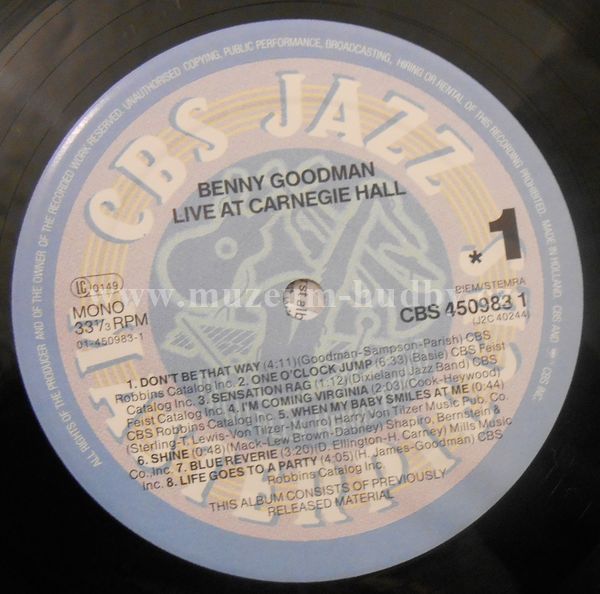 ALL RIGHTS OF THE PRODUCER AND OF THE OWNER OF THE RECORDED WORK RESERVED. UNAUTHORISED COPYING, PUBLIC PERFORMANCE, BROADCASTING, HIRING OR RENTAL OF THIS RECORDING PROHIBITED. MADE IN HOLLAND. CBS AND
CBS INC.
CBS JAZZ
MASTERPIECES
BENNY GOODMAN
LIVE AT CARNEGIE HALL
*1
LC 0149
MONO
33⅓ RPM
01-450983-1
BIEM/STEMRA
CBS 450983 1
(J2C 40244)
www.muzeum-hudby
1. DON'T BE THAT WAY (4:11)(Goodman-Sampson-Parish) CBS
Robbins Catalog Inc. 2. ONE O'CLOCK JUMP (6:33) (Basie) CBS Feist
Catalog Inc. 3. SENSATION RAG (1:12)(Dixieland Jazz Band) CBS
Feist Catalog Inc. 4. I'M COMING VIRGINIA (2:03)(Cook-Heywood)
CBS Robbins Catalog Inc. 5. WHEN MY BABY SMILES AT ME (0:44)
(Sterling-T. Lewis-Von Tilzer-Munro) Harry Von Tilzer Music Pub. Co.
6. SHINE (0:48)(Mack-Lew Brown-Dabney) Shapiro, Bernstein &
Co. Inc. 7. BLUE REVERIE (3:20)(D. Ellington-H. Carney) Mills Music
Inc. 8. LIFE GOES TO A PARTY (4:05)(H. James-Goodman) CBS
Robbins Catalog Inc.
THIS ALBUM CONSISTS OF PREVIOUSLY
RELEASED MATERIAL